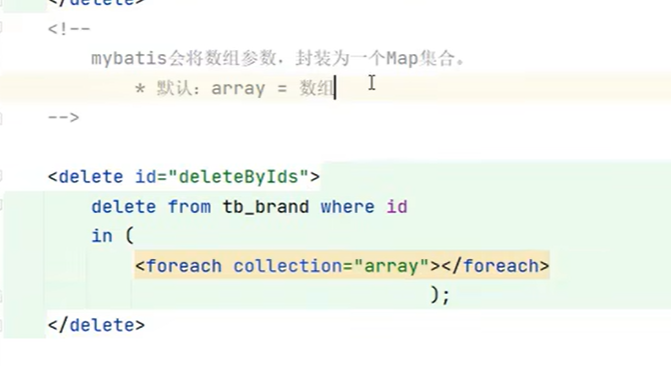 </delete>
<!--
mybatis会将数组参数，封装为一个Map集合。
* 默认：array = 数组
-->
<delete id="deleteByIds">
delete from tb_brand where id
in (
<foreach collection="array"></foreach>
);
</delete>